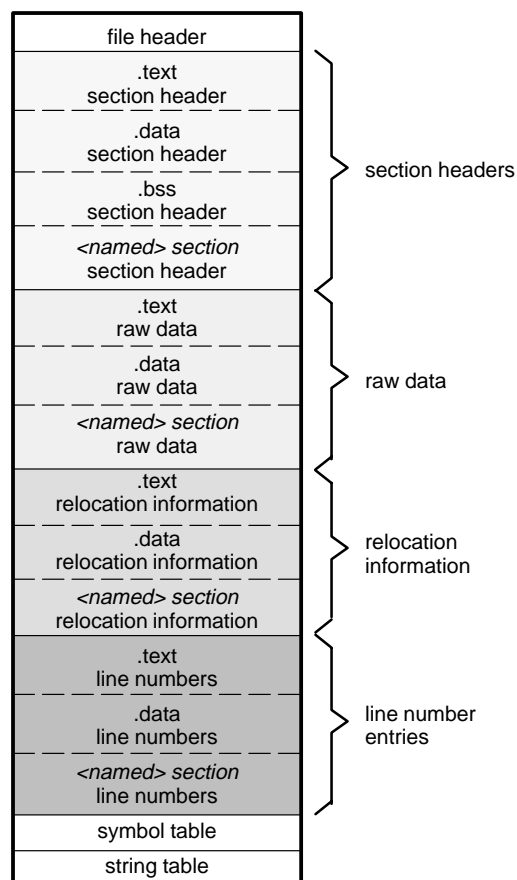 file header
.text
section header
.data
section header
.bss
section header
<named> section
section header
section headers
.text
raw data
.data
raw data
<named> section
raw data
raw data
.text
relocation information
.data
relocation information
<named> section
relocation information
relocation
information
.text
line numbers
.data
line numbers
<named> section
line numbers
line number
entries
symbol table
string table